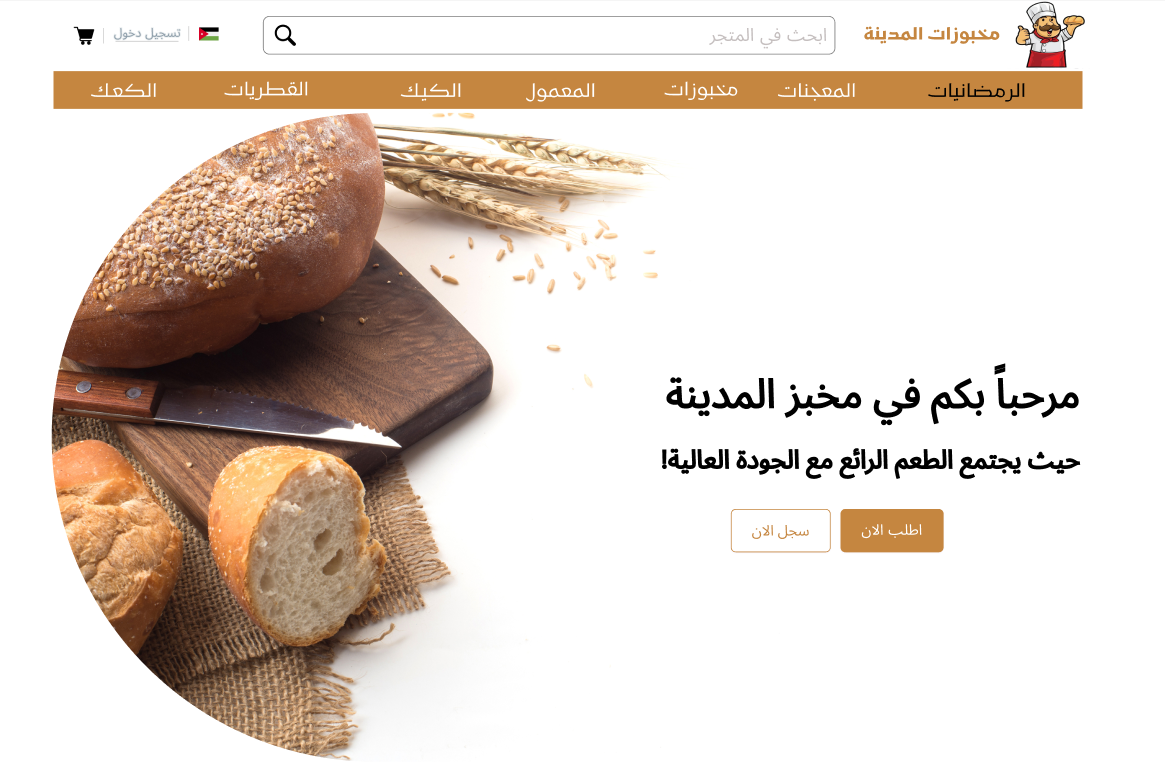 مخبوزات المدينة
ابحث في المتجر
تسجيل دخول
الرمضانيات المعجنات مخبوزات المعمول الكيك القطريات الكعك
مرحباً بكم في مخبز المدينة
حيث يجتمع الطعم الرائع مع الجودة العالية!
اطلب الان
سجل الان